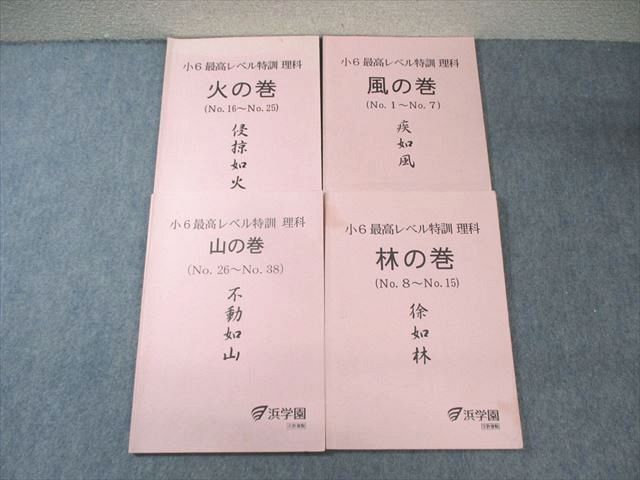 小６最高レベル特訓 理科
火の巻
(No. 16～No. 25)
侵
掠
如
火
小６最高レベル特訓 理科
風の巻
(No. 1～No. 7)
疾
如
風
小６最高レベル特訓 理科
山の巻
(No. 26～No. 38)
不
動
如
山
浜学園
小６最高レベル特訓 理科
林の巻
(No. 8～No. 15)
徐
如
林
浜学園